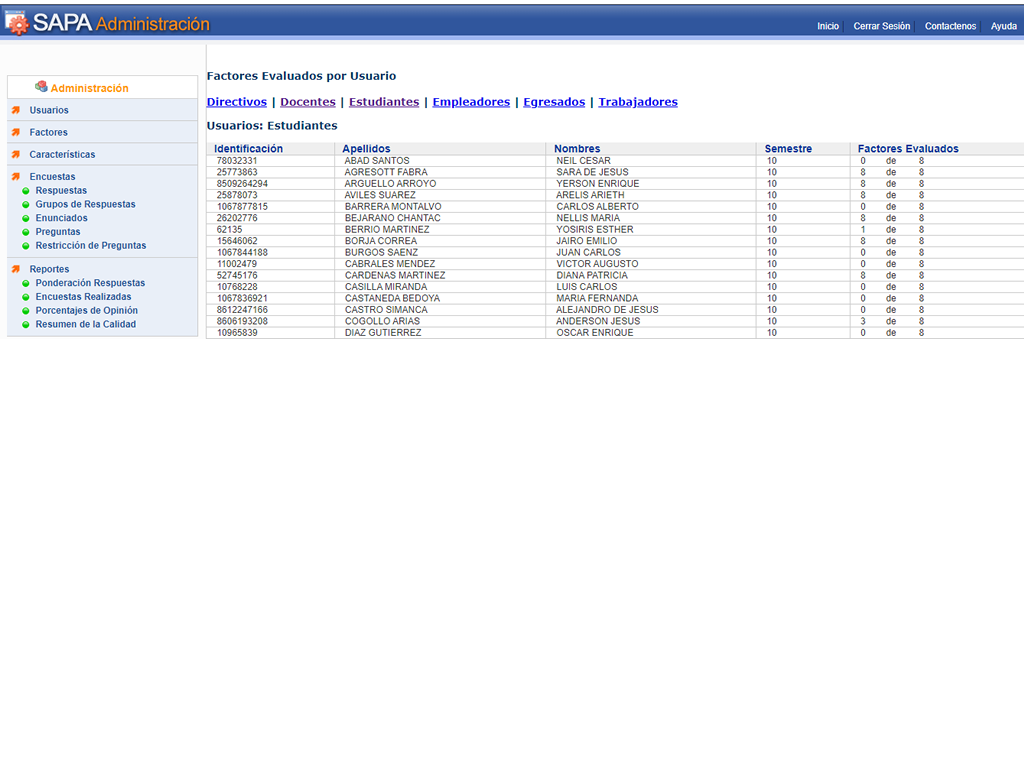 SAPA Administración
Inicio Cerrar Sesión Contactenos Ayuda
Administración
Usuarios
Factores
Características
Encuestas
Respuestas
Grupos de Respuestas
Enunciados
Preguntas
Restricción de Preguntas
Reportes
Ponderación Respuestas
Encuestas Realizadas
Porcentajes de Opinión
Resumen de la Calidad
Factores Evaluados por Usuario
Directivos | Docentes | Estudiantes | Empleadores | Egresados | Trabajadores
Usuarios: Estudiantes
Identificación Apellidos Nombres Semestre Factores Evaluados
78032331 ABAD SANTOS NEIL CESAR 10 0 de 8
25773863 AGRESOTT FABRA SARA DE JESUS 10 8 de 8
8509264294 ARGUELLO ARROYO YERSON ENRIQUE 10 8 de 8
25878073 AVILES SUAREZ ARELIS ARIETH 10 8 de 8
1067877815 BARRERA MONTALVO CARLOS ALBERTO 10 0 de 8
26202776 BEJARANO CHANTAC NELLIS MARIA 10 8 de 8
62135 BERRIO MARTINEZ YOSIRIS ESTHER 10 1 de 8
15646062 BORJA CORREA JAIRO EMILIO 10 8 de 8
1067844188 BURGOS SAENZ JUAN CARLOS 10 0 de 8
11002479 CABRALES MENDEZ VICTOR AUGUSTO 10 0 de 8
52745176 CARDENAS MARTINEZ DIANA PATRICIA 10 8 de 8
10768228 CASILLA MIRANDA LUIS CARLOS 10 0 de 8
1067836921 CASTANEDA BEDOYA MARIA FERNANDA 10 0 de 8
8612247166 CASTRO SIMANCA ALEJANDRO DE JESUS 10 0 de 8
8606193208 COGOLLO ARIAS ANDERSON JESUS 10 3 de 8
10965839 DIAZ GUTIERREZ OSCAR ENRIQUE 10 0 de 8